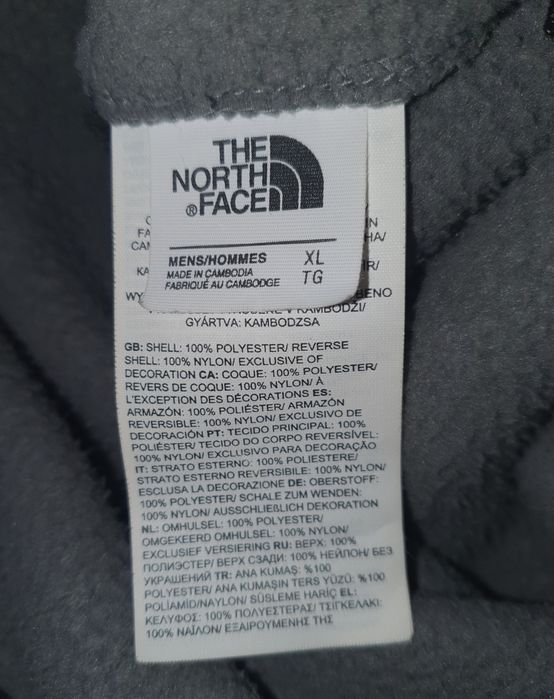 THE
NORTH
®FACE
MENS/HOMMES XL
MADE IN CAMBODIA TG
FABRIQUÉ AU CAMBODGE
GYÁRTVA: KAMBODZSA
GB: SHELL: 100% POLYESTER/ REVERSE
SHELL: 100% NYLON/ EXCLUSIVE OF
DECORATION CA: COQUE: 100% POLYESTER/
REVERS DE COQUE: 100% NYLON/ À
L'EXCEPTION DES DÉCORATIONS ES:
ARMAZÓN: 100% POLIÉSTER/ ARMAZÓN
REVERSIBLE: 100% NYLON/ EXCLUSIVO DE
DECORACIÓN PT: TECIDO PRINCIPAL: 100%
POLIÉSTER/ TECIDO DO CORPO REVERSÍVEL:
100% NYLON/ EXCLUSIVO PARA DECORAÇÃO
IT: STRATO ESTERNO: 100% POLIESTERE/
STRATO ESTERNO REVERSIBILE: 100% NYLON/
ESCLUSA LA DECORAZIONE DE: OBERSTOFF:
100% POLYESTER/ SCHALE ZUM WENDEN:
100% NYLON/ AUSSCHLIEßLICH DEKORATION
NL: OMHULSEL: 100% POLYESTER/
OMGEKEERD OMHULSEL: 100% NYLON/
EXCLUSIEF VERSIERING RU: ВЕРХ: 100%
ПОЛИЭСТЕР/ ВЕРХ СЗАДИ: 100% НЕЙЛОН/ БЕЗ
УКРАШЕНИЙ TR: ANA KUMAŞ: %100
POLYESTER/ ANA KUMAŞIN TERS YÜZÜ: %100
POLİAMİD/NAYLON/ SÜSLEME HARİÇ EL:
ΚΕΛΥΦΟΣ: 100% ΠΟΛΥΕΣΤΕΡΑΣ/ ΤΣΙΓΚΕΛΑΚΙ:
100% ΝΑΪΛΟΝ/ ΕΞΑΙΡΟΥΜΕΝΗΣ ΤΗΣ